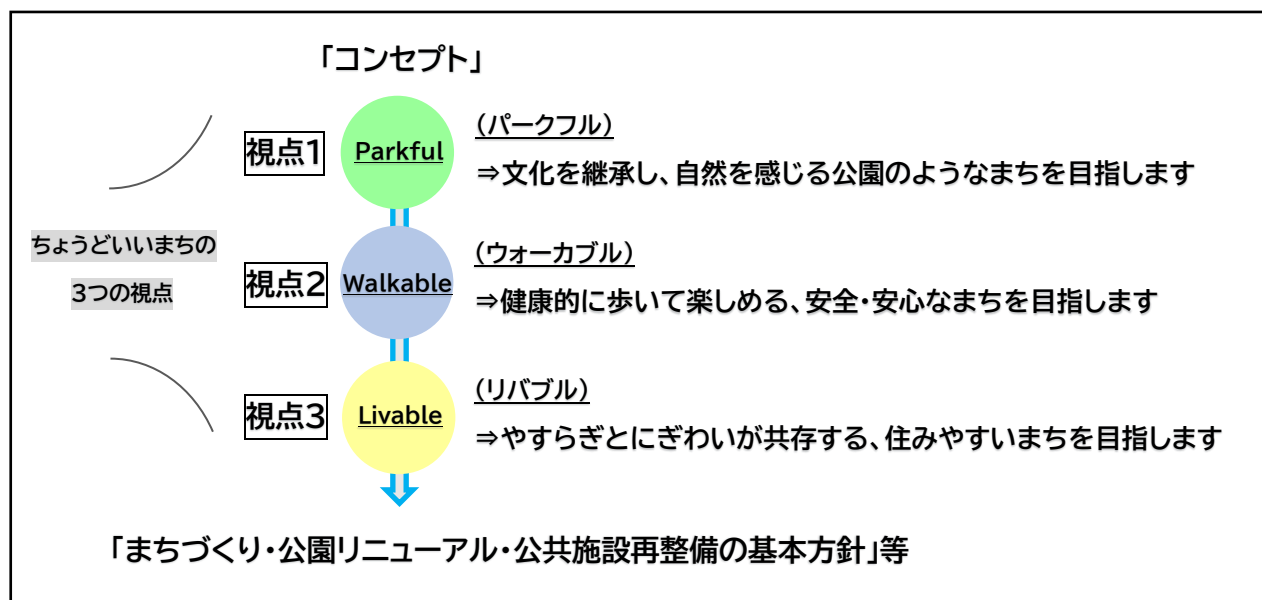 「コンセプト」
視点1
Parkful
(パークフル)
⇒文化を継承し、自然を感じる公園のようなまちを目指します
ちょうどいいまちの
3つの視点
視点2
Walkable
(ウォーカブル)
⇒健康的に歩いて楽しめる、安全・安心なまちを目指します
視点3
Livable
(リバブル)
⇒やすらぎとにぎわいが共存する、住みやすいまちを目指します
「まちづくり・公園リニューアル・公共施設再整備の基本方針」等